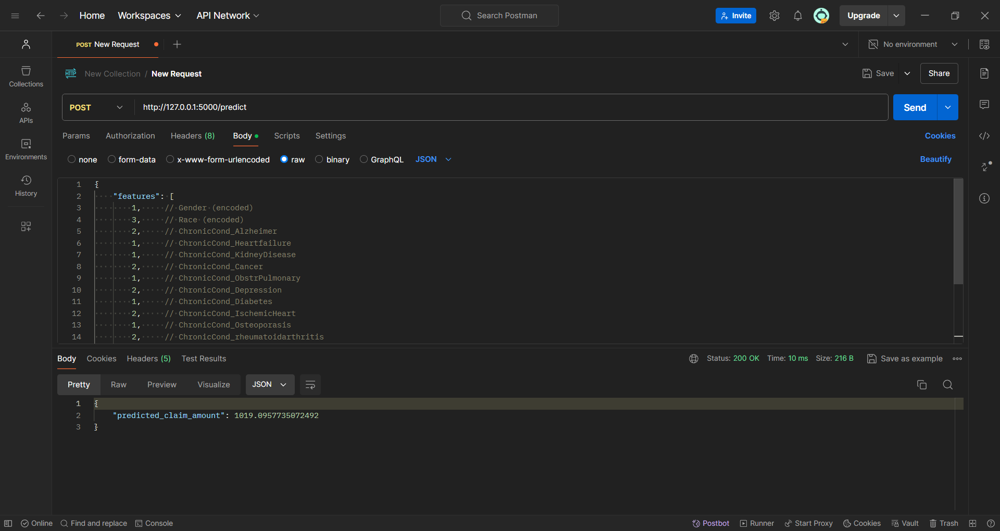 Home Workspaces API Network Search Postman Invite Upgrade
POST New Request No environment
HTTP New Collection / New Request Save Share
Collections
APIs
Environments
History
POST http://127.0.0.1:5000/predict Send
Params Authorization Headers (8) Body Scripts Settings Cookies
none form-data x-www-form-urlencoded raw binary GraphQL JSON Beautify
1 {
2 "features": [
3 1, // Gender (encoded)
4 3, // Race (encoded)
5 2, // ChronicCond_Alzheimer
6 1, // ChronicCond_Heartfailure
7 1, // ChronicCond_KidneyDisease
8 2, // ChronicCond_Cancer
9 1, // ChronicCond_ObstrPulmonary
10 2, // ChronicCond_Depression
11 1, // ChronicCond_Diabetes
12 2, // ChronicCond_IschemicHeart
13 1, // ChronicCond_Osteoporasis
14 2, // ChronicCond_rheumatoidarthritis
Body Cookies Headers (5) Test Results Status: 200 OK Time: 10 ms Size: 216 B Save as example
Pretty Raw Preview Visualize JSON
1 {
2 "predicted_claim_amount": 1019.0957735072492
3 }
Online Find and replace Console Postbot Runner Start Proxy Cookies Vault Trash